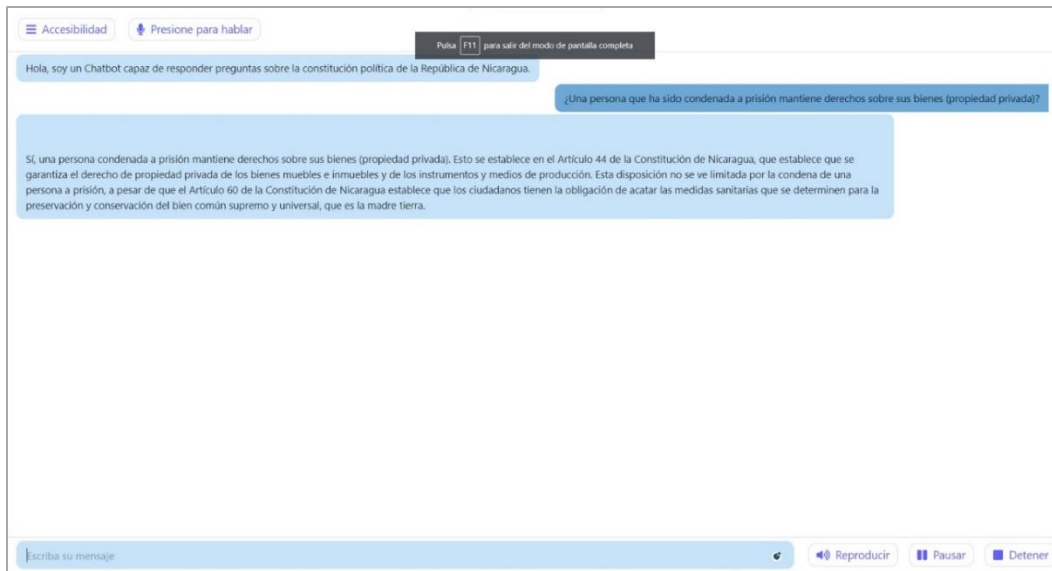 Accesibilidad
Presione para hablar
Pulsa F11 para salir del modo de pantalla completa
Hola, soy un Chatbot capaz de responder preguntas sobre la constitución política de la República de Nicaragua.
¿Una persona que ha sido condenada a prisión mantiene derechos sobre sus bienes (propiedad privada)?
Sí, una persona condenada a prisión mantiene derechos sobre sus bienes (propiedad privada). Esto se establece en el Artículo 44 de la Constitución de Nicaragua, que establece que se
garantiza el derecho de propiedad privada de los bienes muebles e inmuebles y de los instrumentos y medios de producción. Esta disposición no se ve limitada por la condena de una
persona a prisión, a pesar de que el Artículo 60 de la Constitución de Nicaragua establece que los ciudadanos tienen la obligación de acatar las medidas sanitarias que se determinen para la
preservación y conservación del bien común supremo y universal, que es la madre tierra.
Escriba su mensaje
Reproducir
Pausar
Detener